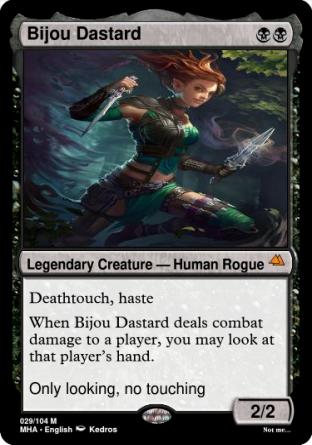 Bijou Dastard
Legendary Creature — Human Rogue
Deathtouch, haste
When Bijou Dastard deals combat
damage to a player, you may look at
that player's hand.
Only looking, no touching
2/2
029/104 M
MHA • English Kedros
Not me...